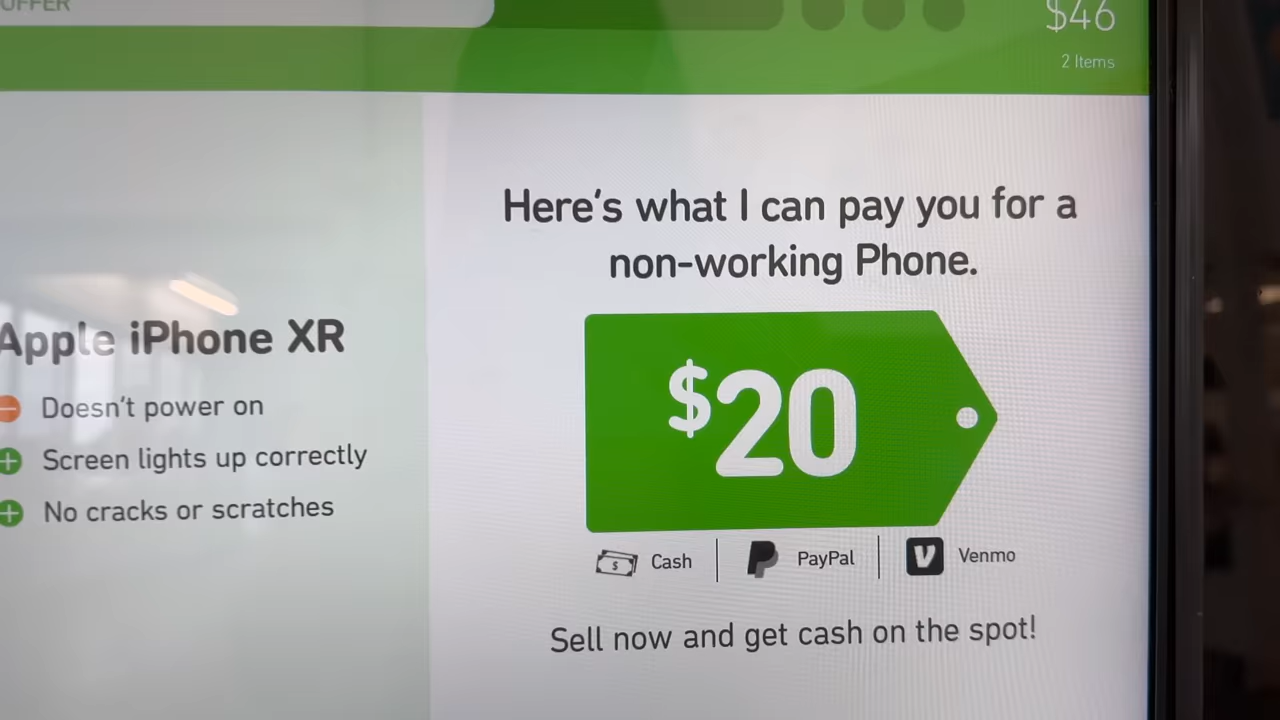 OFFER
$46
2 Items
Here's what I can pay you for a
non-working Phone.
Apple iPhone XR
Doesn't power on
Screen lights up correctly
No cracks or scratches
$20
Cash
PayPal
Venmo
Sell now and get cash on the spot!